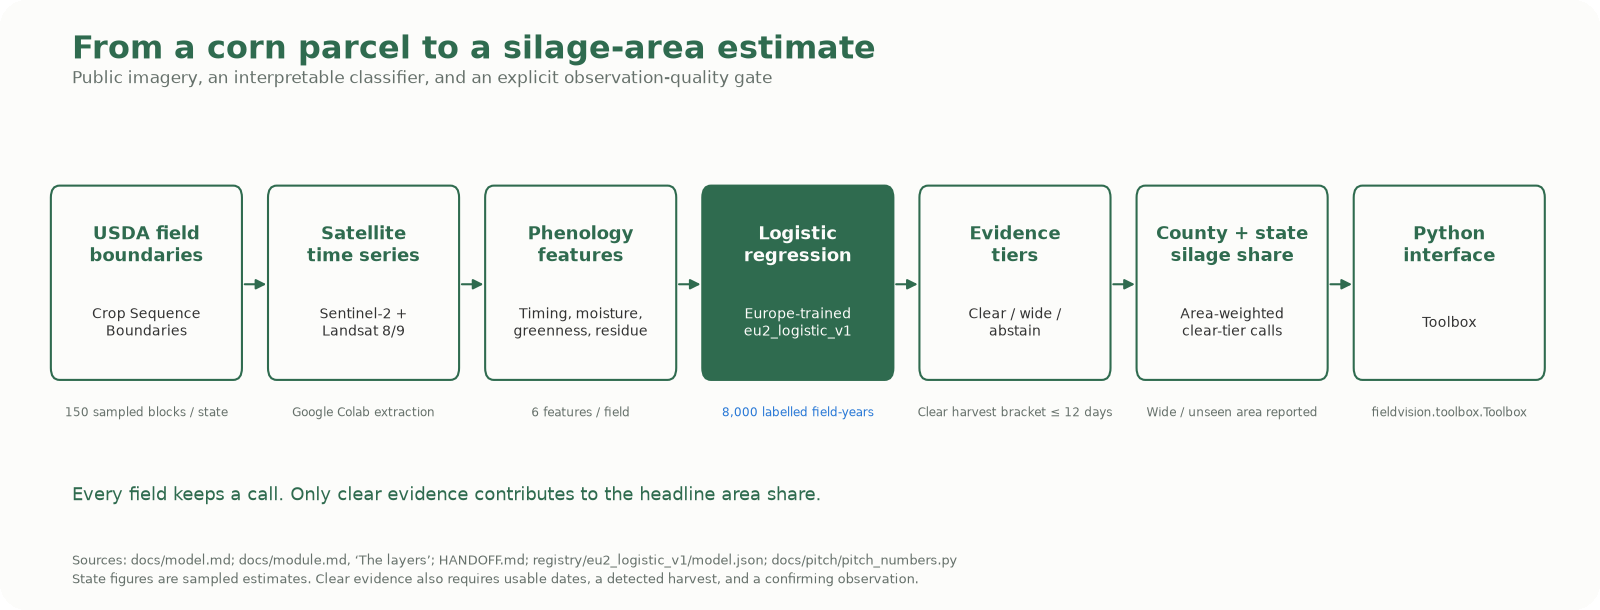 From a corn parcel to a silage-area estimate
Public imagery, an interpretable classifier, and an explicit observation-quality gate
USDA field
boundaries
Crop Sequence
Boundaries
150 sampled blocks / state
Satellite
time series
Sentinel-2 +
Landsat 8/9
Google Colab extraction
Phenology
features
Timing, moisture,
greenness, residue
6 features / field
Logistic
regression
Europe-trained
eu2_logistic_v1
8,000 labelled field-years
Evidence
tiers
Clear / wide /
abstain
Clear harvest bracket ≤ 12 days
County + state
silage share
Area-weighted
clear-tier calls
Wide / unseen area reported
Python
interface
Toolbox
fieldvision.toolbox.Toolbox
Every field keeps a call. Only clear evidence contributes to the headline area share.
Sources: docs/model.md; docs/module.md, ‘The layers’; HANDOFF.md; registry/eu2_logistic_v1/model.json; docs/pitch/pitch_numbers.py
State figures are sampled estimates. Clear evidence also requires usable dates, a detected harvest, and a confirming observation.